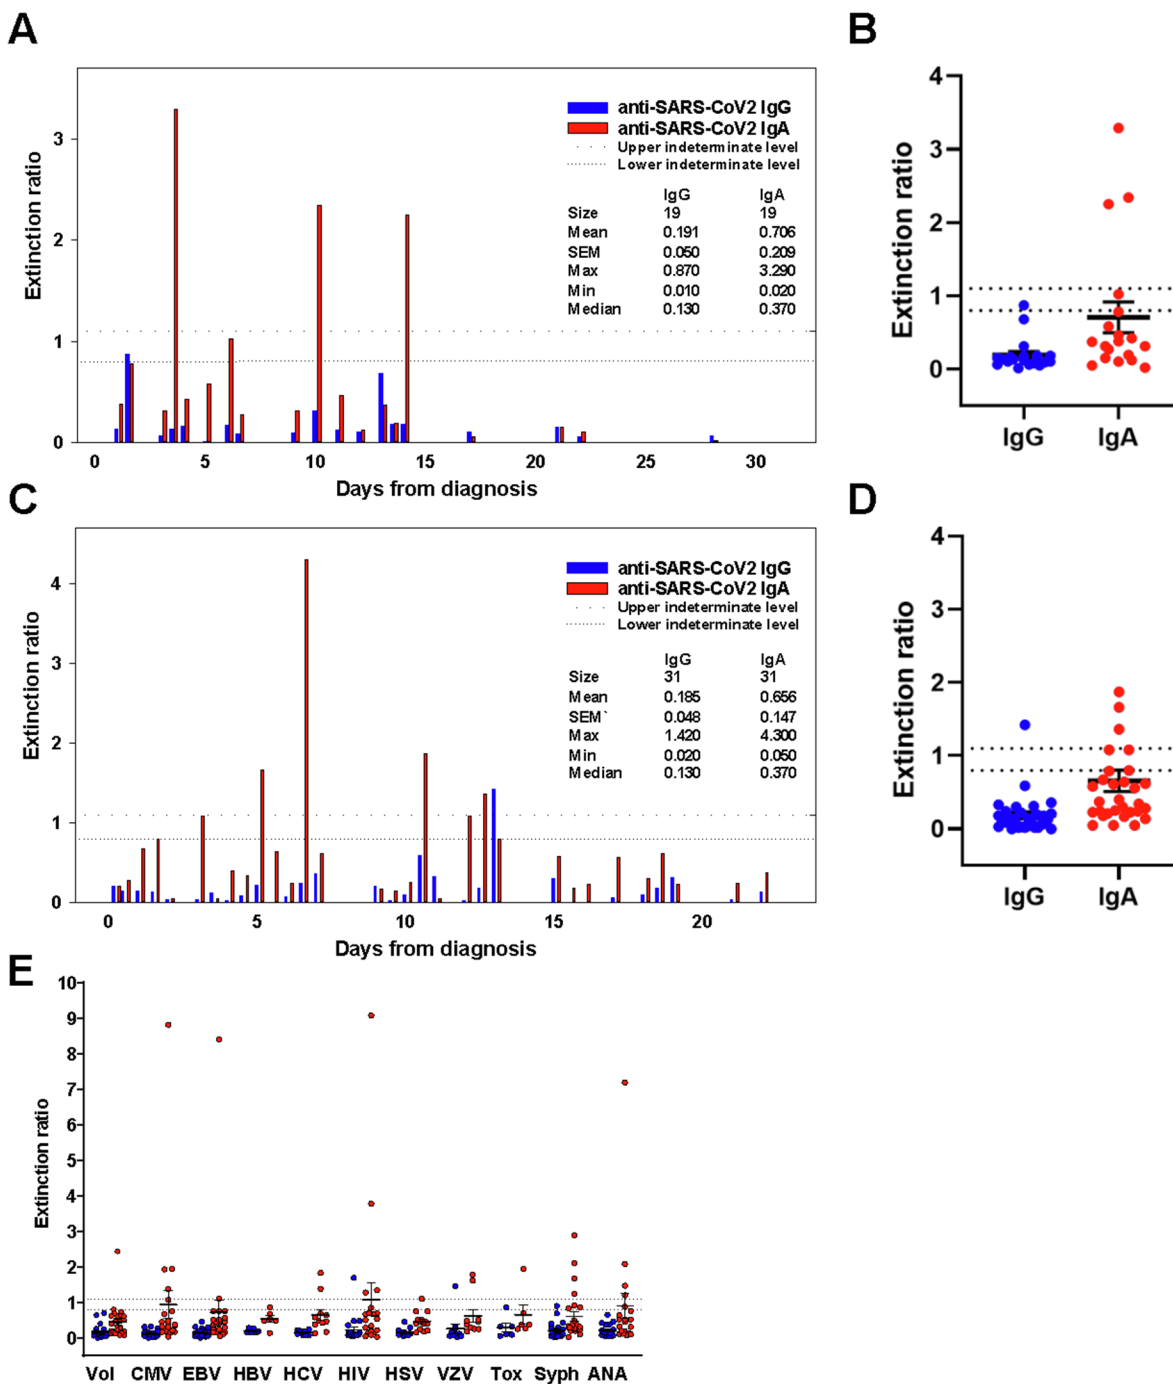 A
anti-SARS-CoV2 IgG
anti-SARS-CoV2 IgA
Upper indeterminate level
Lower indeterminate level
IgG IgA
Size 19 19
Mean 0.191 0.706
SEM 0.050 0.209
Max 0.870 3.290
Min 0.010 0.020
Median 0.130 0.370
Extinction ratio
3
2
1
0
0 5 10 15 20 25 30
Days from diagnosis
B
Extinction ratio
4
3
2
1
0
IgG IgA
C
anti-SARS-CoV2 IgG
anti-SARS-CoV2 IgA
Upper indeterminate level
Lower indeterminate level
IgG IgA
Size 31 31
Mean 0.185 0.656
SEM` 0.048 0.147
Max 1.420 4.300
Min 0.020 0.050
Median 0.130 0.370
Extinction ratio
4
3
2
1
0
0 5 10 15 20
Days from diagnosis
D
Extinction ratio
4
3
2
1
0
IgG IgA
E
Extinction ratio
10
9
8
7
6
5
4
3
2
1
0
Vol CMV EBV HBV HCV HIV HSV VZV Tox Syph ANA